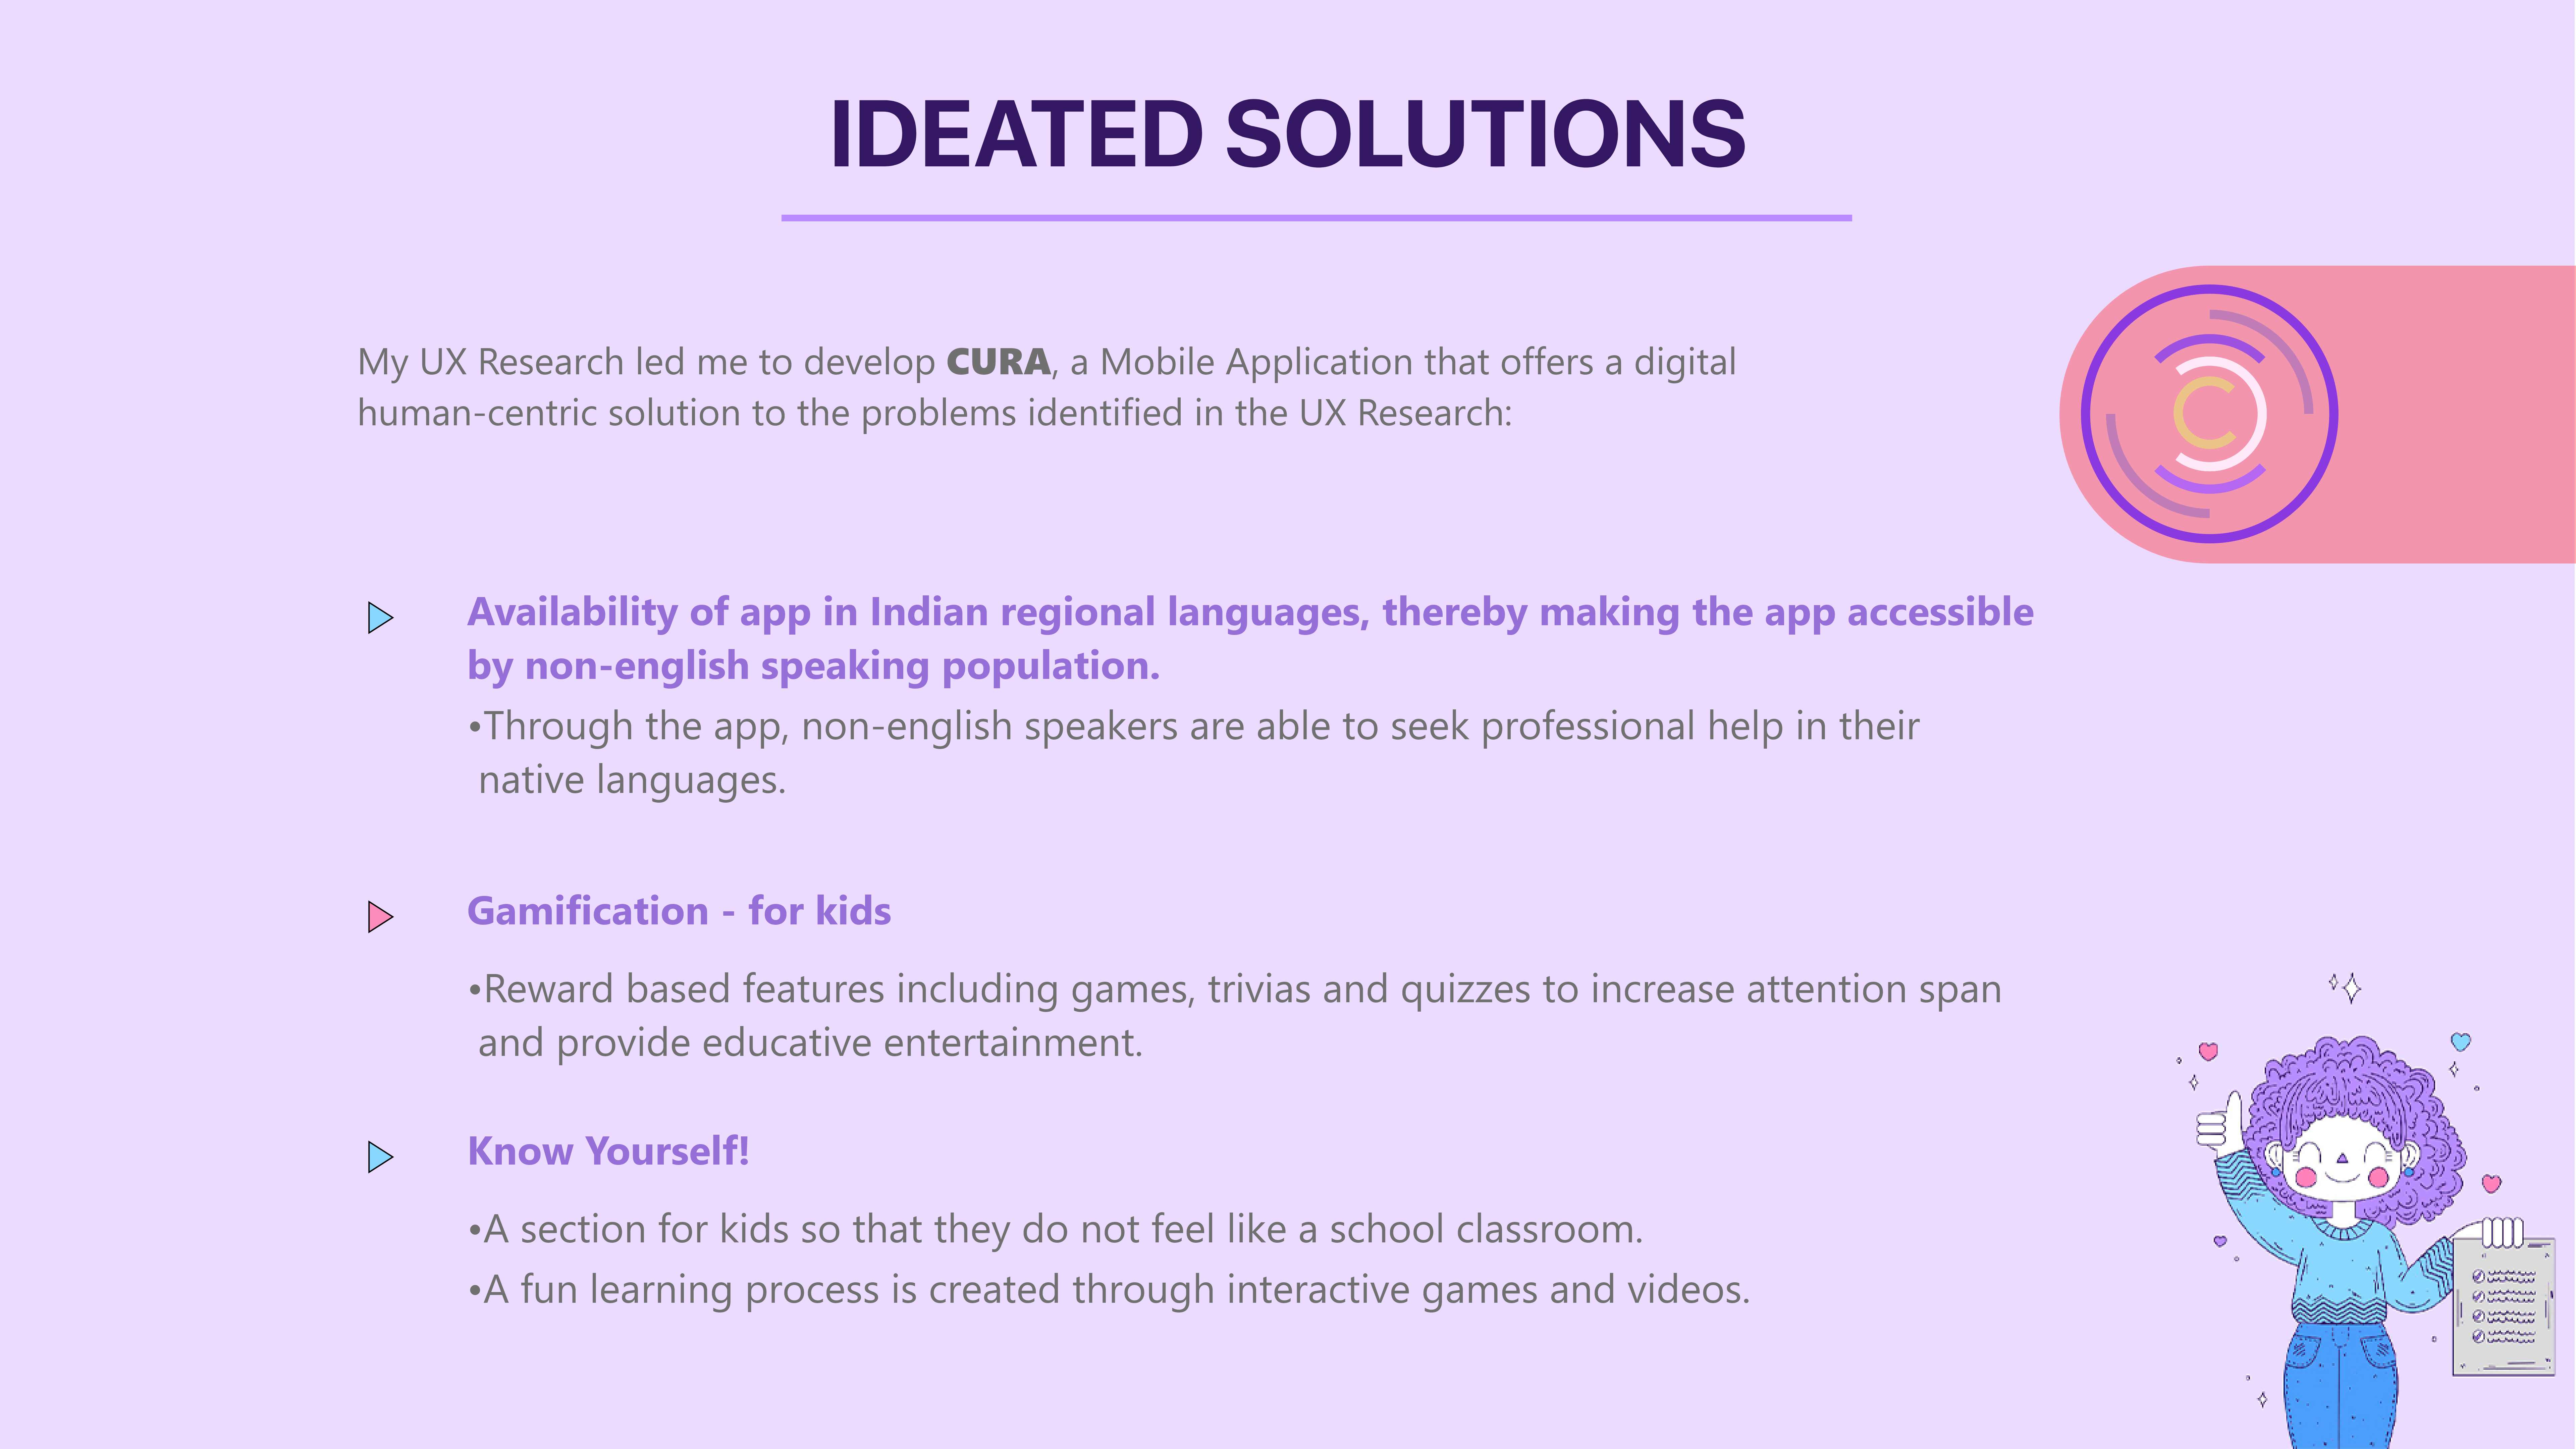 IDEATED SOLUTIONS
My UX Research led me to develop CURA, a Mobile Application that offers a digital
human-centric solution to the problems identified in the UX Research:
Availability of app in Indian regional languages, thereby making the app accessible
by non-english speaking population.
•Through the app, non-english speakers are able to seek professional help in their
native languages.
Gamification - for kids
•Reward based features including games, trivias and quizzes to increase attention span
and provide educative entertainment.
Know Yourself!
•A section for kids so that they do not feel like a school classroom.
•A fun learning process is created through interactive games and videos.